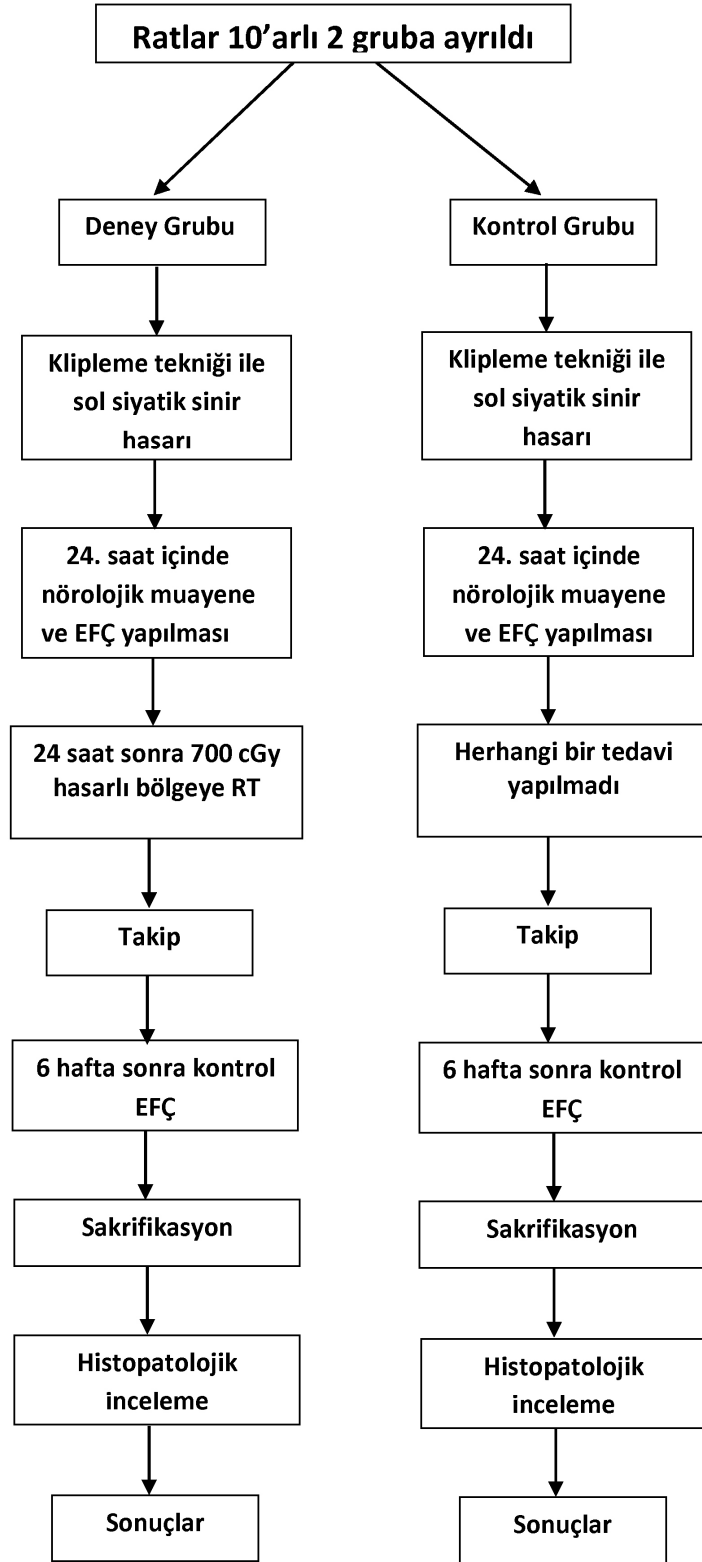 Ratlar 10’arlı 2 gruba ayrıldı
Deney Grubu
Klipleme tekniği ile
sol siyatik sinir
hasarı
24. saat içinde
nörolojik muayene
ve EFÇ yapılması
24 saat sonra 700 cGy
hasarlı bölgeye RT
Takip
6 hafta sonra kontrol
EFÇ
Sakrifikasyon
Histopatolojik
inceleme
Sonuçlar
Kontrol Grubu
Klipleme tekniği ile
sol siyatik sinir
hasarı
24. saat içinde
nörolojik muayene
ve EFÇ yapılması
Herhangi bir tedavi
yapılmadı
Takip
6 hafta sonra kontrol
EFÇ
Sakrifikasyon
Histopatolojik
inceleme
Sonuçlar